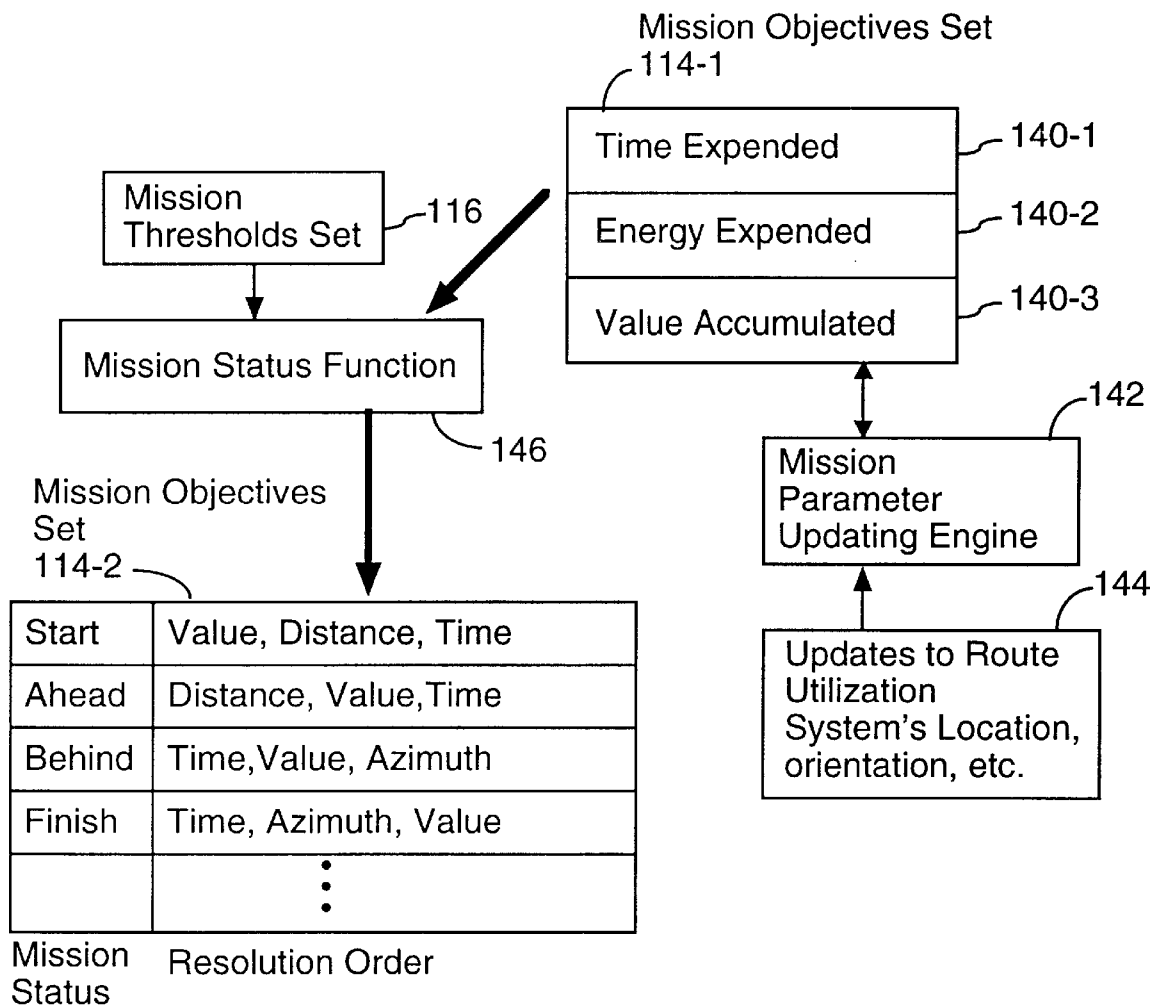 Mission Objectives Set
114-1
Time Expended
140-1
Energy Expended
140-2
Value Accumulated
140-3
Mission
Thresholds Set
116
Mission Status Function
146
Mission
Parameter
Updating Engine
142
Updates to Route
Utilization
System's Location,
orientation, etc.
144
Mission Objectives
Set
114-2
Start Value, Distance, Time
Ahead Distance, Value,Time
Behind Time,Value, Azimuth
Finish Time, Azimuth, Value
Mission
Status
Resolution Order